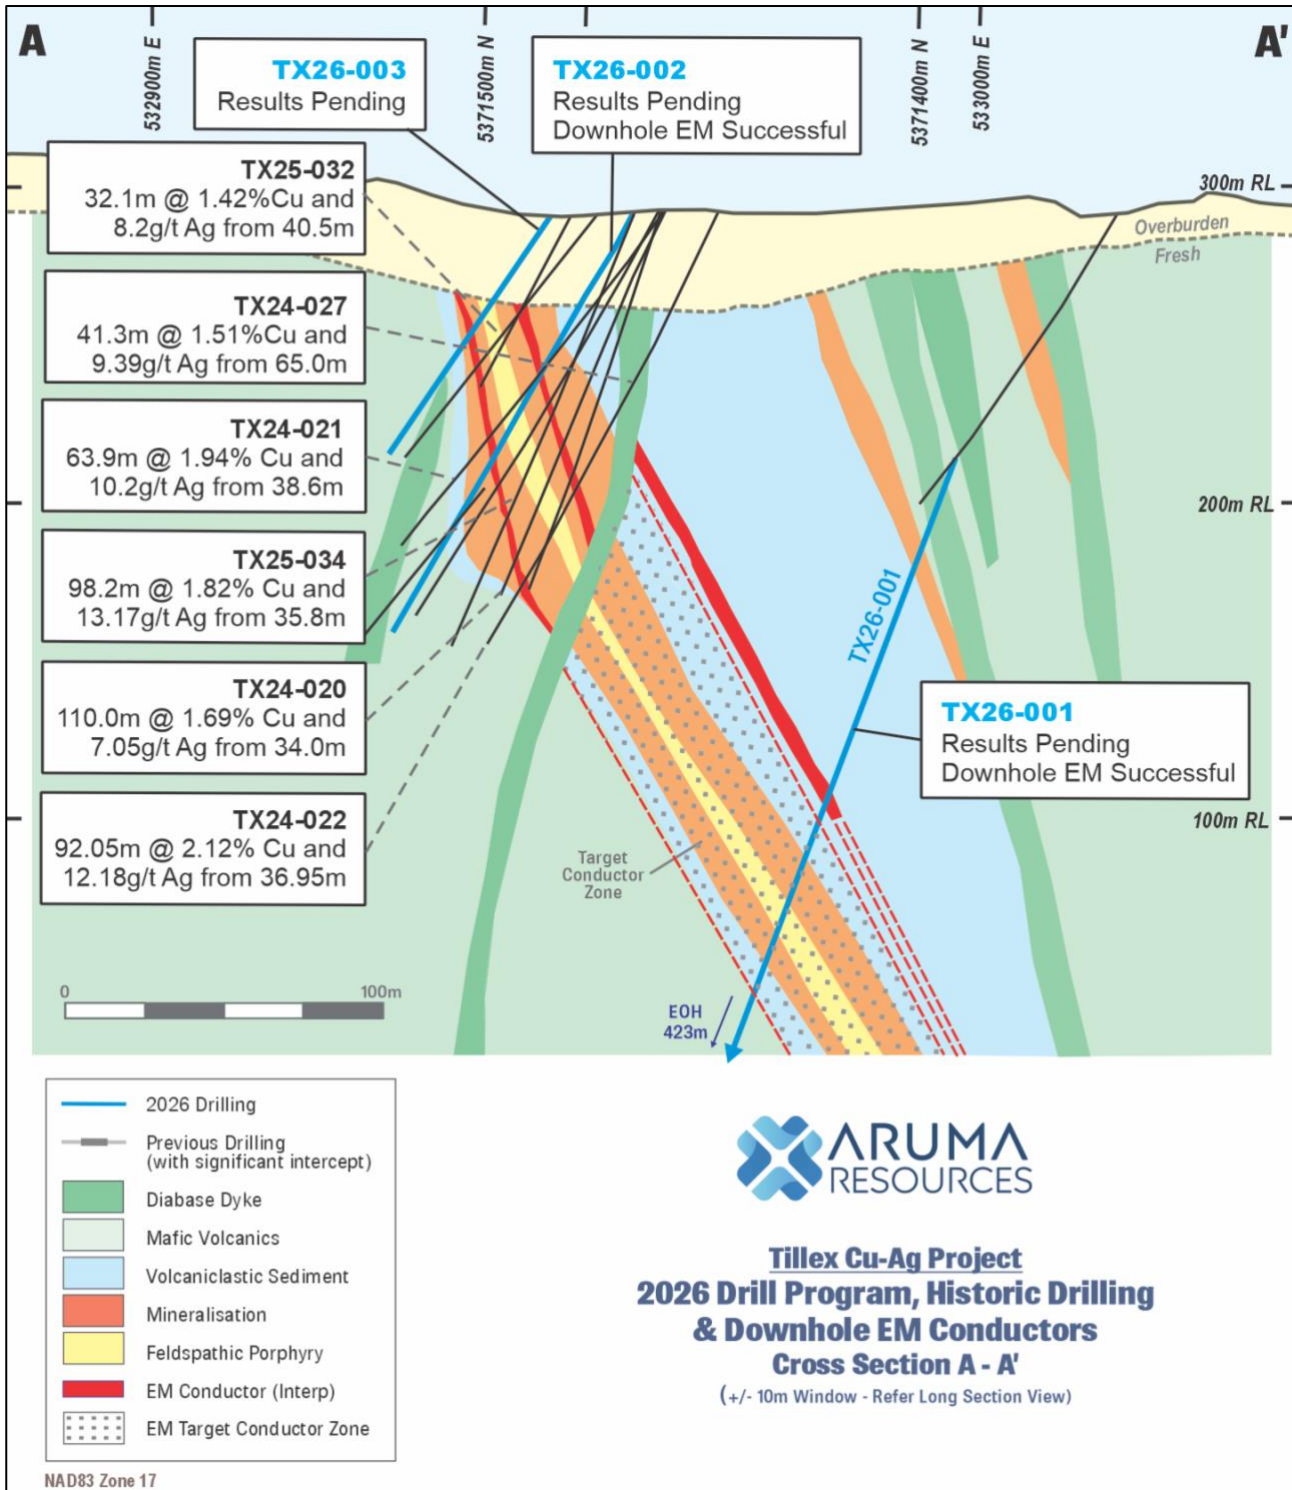 A
A'
532900m E
5371500m N
5371400m N
533000m E
TX26-003
Results Pending
TX26-002
Results Pending
Downhole EM Successful
TX25-032
32.1m @ 1.42%Cu and
8.2g/t Ag from 40.5m
300m RL
Overburden
Fresh
TX24-027
41.3m @ 1.51%Cu and
9.39g/t Ag from 65.0m
TX24-021
63.9m @ 1.94% Cu and
10.2g/t Ag from 38.6m
200m RL
TX25-034
98.2m @ 1.82% Cu and
13.17g/t Ag from 35.8m
TX26-001
TX24-020
110.0m @ 1.69% Cu and
7.05g/t Ag from 34.0m
TX26-001
Results Pending
Downhole EM Successful
TX24-022
92.05m @ 2.12% Cu and
12.18g/t Ag from 36.95m
100m RL
Target
Conductor
Zone
0
100m
EOH
423m
2026 Drilling
Previous Drilling
(with significant intercept)
Diabase Dyke
Mafic Volcanics
Volcaniclastic Sediment
Mineralisation
Feldspathic Porphyry
EM Conductor (Interp)
EM Target Conductor Zone
NAD83 Zone 17
ARUMA
RESOURCES
Tillex Cu-Ag Project
2026 Drill Program, Historic Drilling
& Downhole EM Conductors
Cross Section A - A'
(+/- 10m Window - Refer Long Section View)